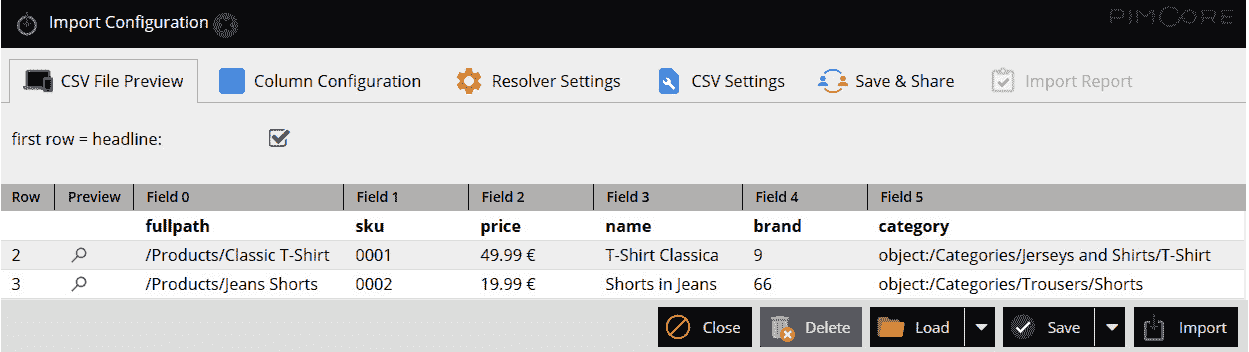 Import Configuration PIMCORE
CSV File Preview Column Configuration Resolver Settings CSV Settings Save & Share Import Report
first row = headline:
Row Preview Field 0 Field 1 Field 2 Field 3 Field 4 Field 5
fullpath sku price name brand category
2 /Products/Classic T-Shirt 0001 49.99 € T-Shirt Classica 9 object:/Categories/Jerseys and Shirts/T-Shirt
3 /Products/Jeans Shorts 0002 19.99 € Shorts in Jeans 66 object:/Categories/Trousers/Shorts
Close Delete Load Save Import